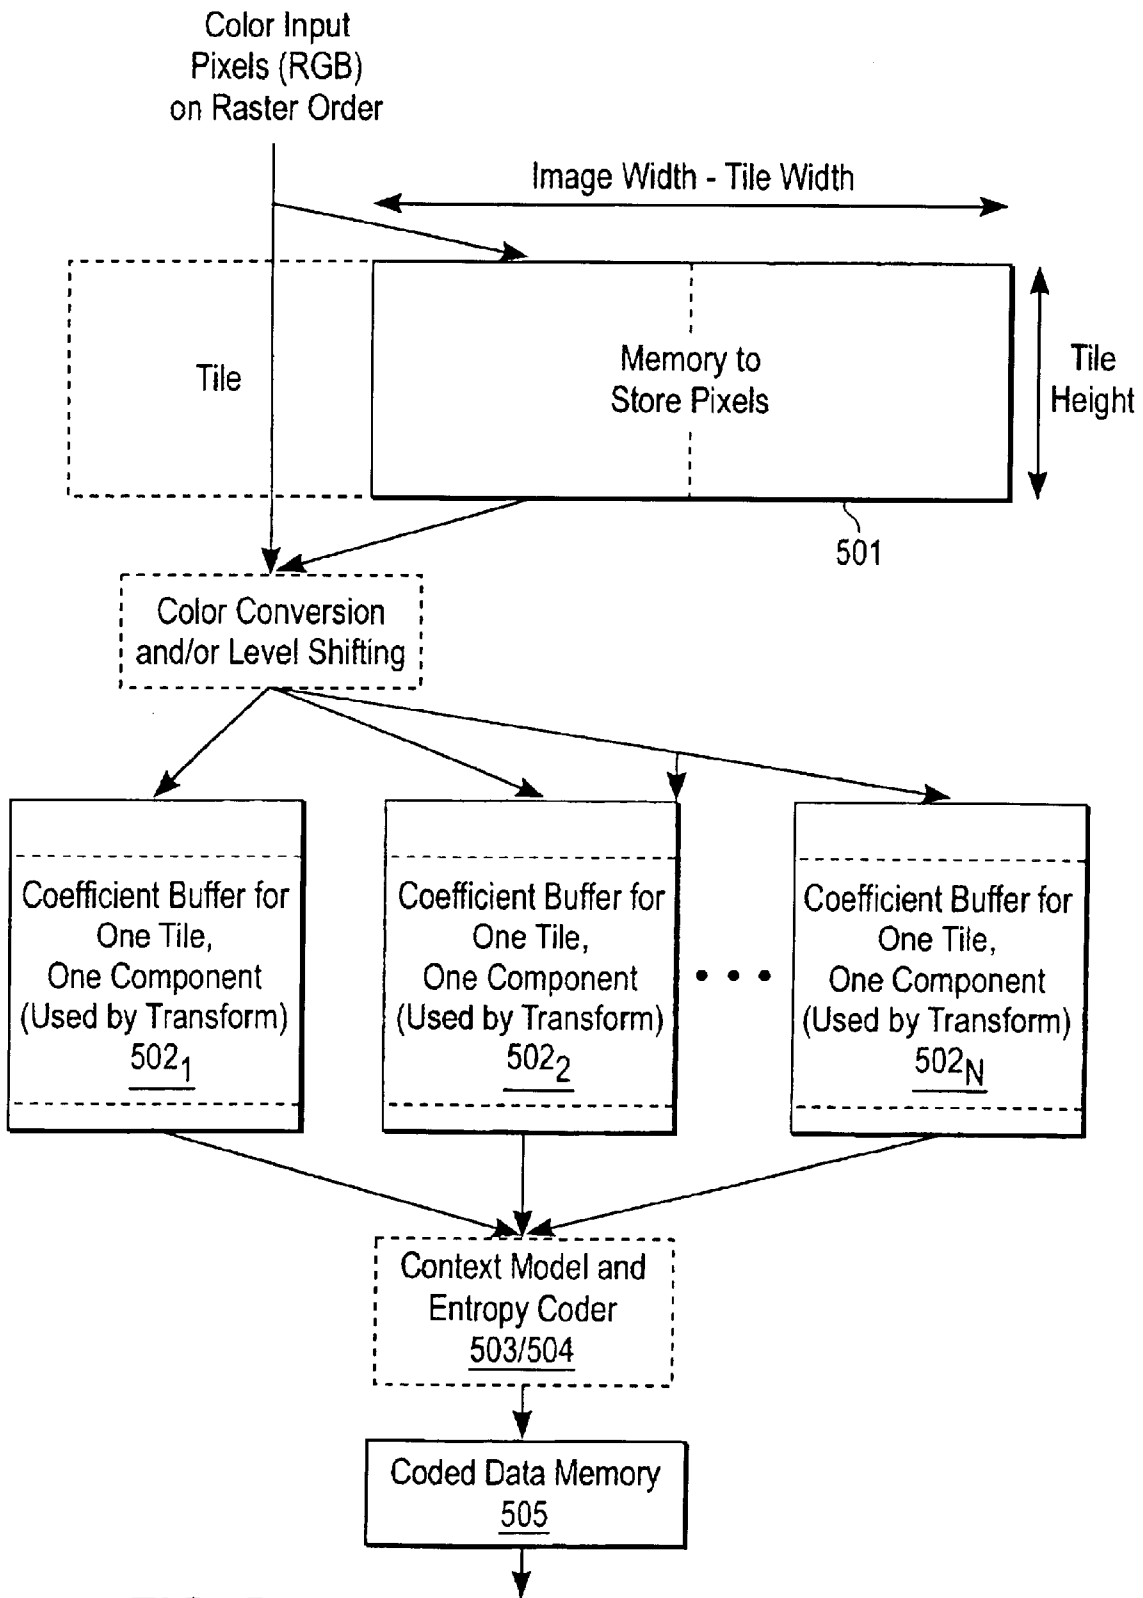 Color Input
Pixels (RGB)
on Raster Order
Image Width - Tile Width
Tile
Memory to
Store Pixels
Tile
Height
501
Color Conversion
and/or Level Shifting
Coefficient Buffer for
One Tile,
One Component
(Used by Transform)
502₁
Coefficient Buffer for
One Tile,
One Component
(Used by Transform)
502₂
• • •
Coefficient Buffer for
One Tile,
One Component
(Used by Transform)
502N
Context Model and
Entropy Coder
503/504
Coded Data Memory
505